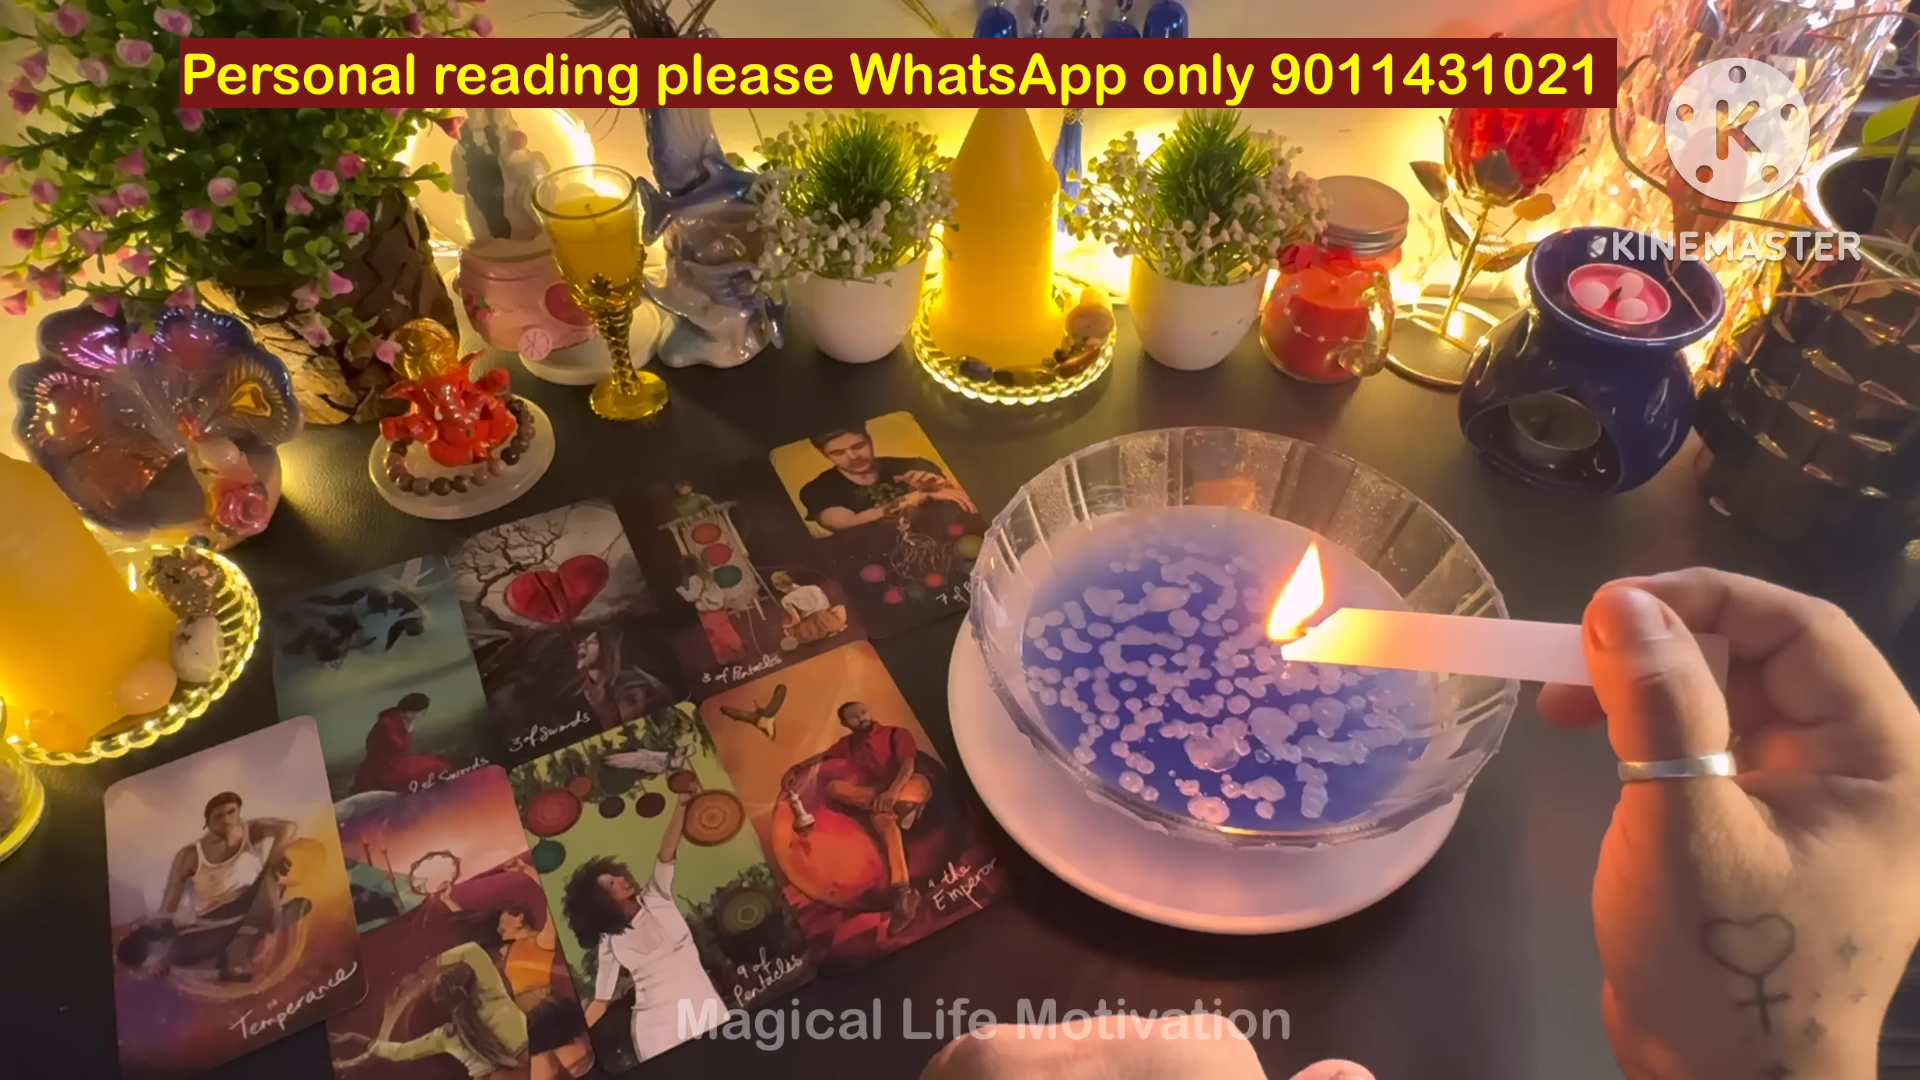 Personal reading please WhatsApp only 9011431021
K
KINEMASTER
7 of
3 of Pentacles
3 of Swords
9 of Swords
4 the
Emperor
9 of
Pentacles
Temperance
Magical Life Motivation